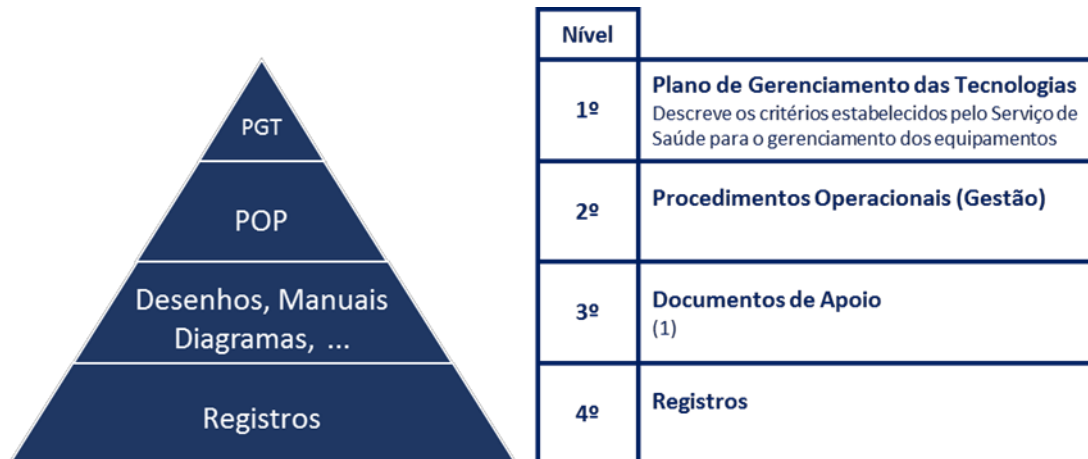 PGT
POP
Desenhos, Manuais
Diagramas, ...
Registros
Nível
1º
Plano de Gerenciamento das Tecnologias
Descreve os critérios estabelecidos pelo Serviço de
Saúde para o gerenciamento dos equipamentos
2º
Procedimentos Operacionais (Gestão)
3º
Documentos de Apoio
(1)
4º
Registros